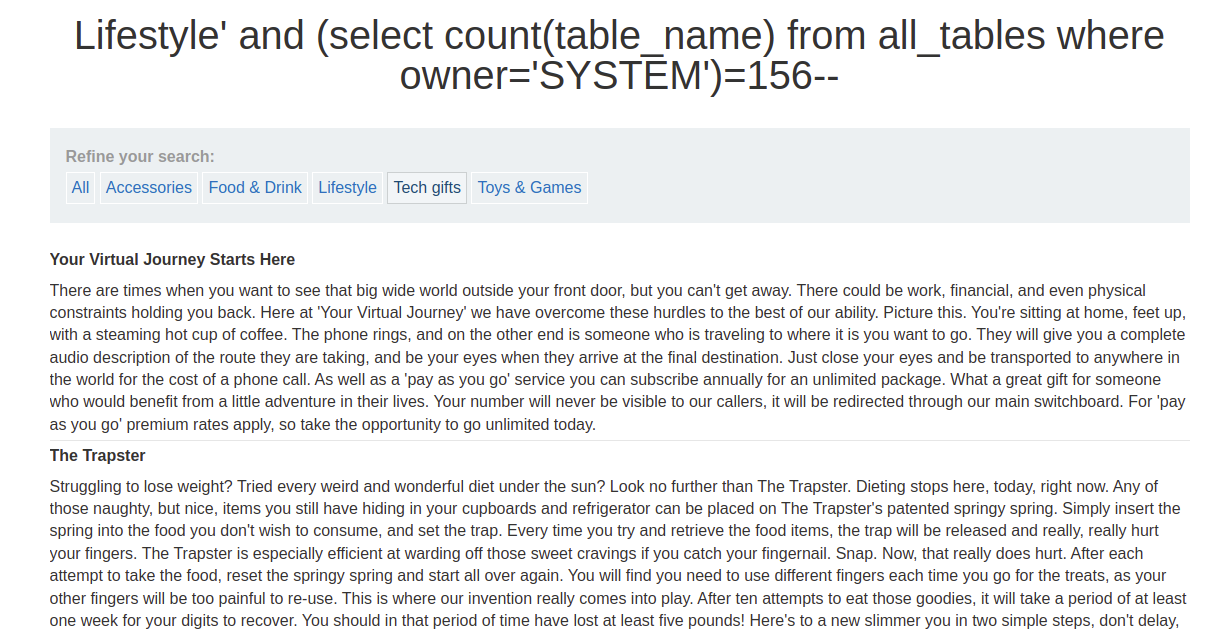 Lifestyle' and (select count(table_name) from all_tables where
owner='SYSTEM')=156--
Refine your search:
All Accessories Food & Drink Lifestyle Tech gifts Toys & Games
Your Virtual Journey Starts Here
There are times when you want to see that big wide world outside your front door, but you can't get away. There could be work, financial, and even physical
constraints holding you back. Here at 'Your Virtual Journey' we have overcome these hurdles to the best of our ability. Picture this. You're sitting at home, feet up,
with a steaming hot cup of coffee. The phone rings, and on the other end is someone who is traveling to where it is you want to go. They will give you a complete
audio description of the route they are taking, and be your eyes when they arrive at the final destination. Just close your eyes and be transported to anywhere in
the world for the cost of a phone call. As well as a 'pay as you go' service you can subscribe annually for an unlimited package. What a great gift for someone
who would benefit from a little adventure in their lives. Your number will never be visible to our callers, it will be redirected through our main switchboard. For 'pay
as you go' premium rates apply, so take the opportunity to go unlimited today.
The Trapster
Struggling to lose weight? Tried every weird and wonderful diet under the sun? Look no further than The Trapster. Dieting stops here, today, right now. Any of
those naughty, but nice, items you still have hiding in your cupboards and refrigerator can be placed on The Trapster's patented springy spring. Simply insert the
spring into the food you don't wish to consume, and set the trap. Every time you try and retrieve the food items, the trap will be released and really, really hurt
your fingers. The Trapster is especially efficient at warding off those sweet cravings if you catch your fingernail. Snap. Now, that really does hurt. After each
attempt to take the food, reset the springy spring and start all over again. You will find you need to use different fingers each time you go for the treats, as your
other fingers will be too painful to re-use. This is where our invention really comes into play. After ten attempts to eat those goodies, it will take a period of at least
one week for your digits to recover. You should in that period of time have lost at least five pounds! Here's to a new slimmer you in two simple steps, don't delay,